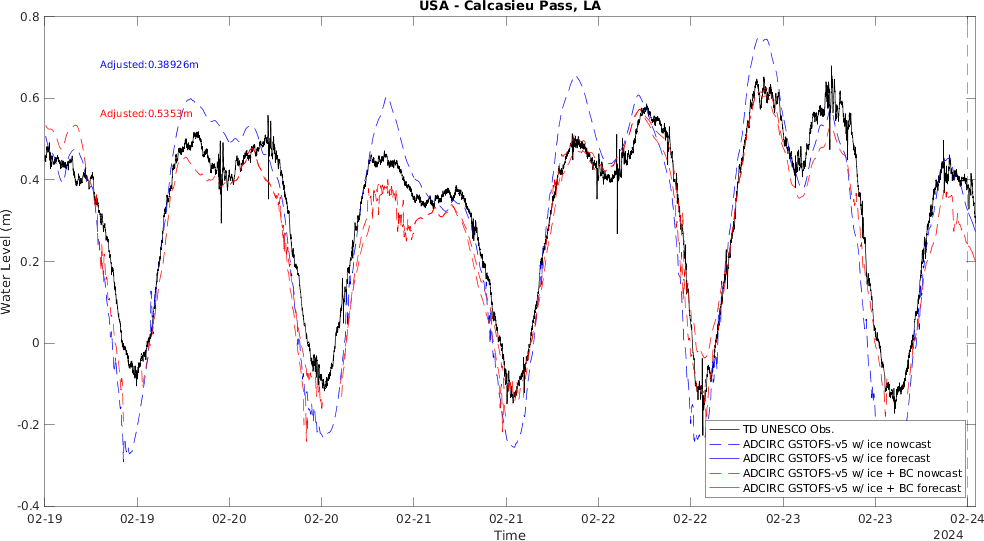 USA - Calcasieu Pass, LA
0.8
0.6
0.4
0.2
0
-0.2
-0.4
Water Level (m)
Adjusted:0.38926m
Adjusted:0.5353m
TD UNESCO Obs.
ADCIRC GSTOFS-v5 w/ ice nowcast
ADCIRC GSTOFS-v5 w/ ice forecast
ADCIRC GSTOFS-v5 w/ ice + BC nowcast
ADCIRC GSTOFS-v5 w/ ice + BC forecast
02-19 02-19 02-20 02-20 02-21 02-21 02-22 02-22 02-23 02-23 02-24
Time
2024